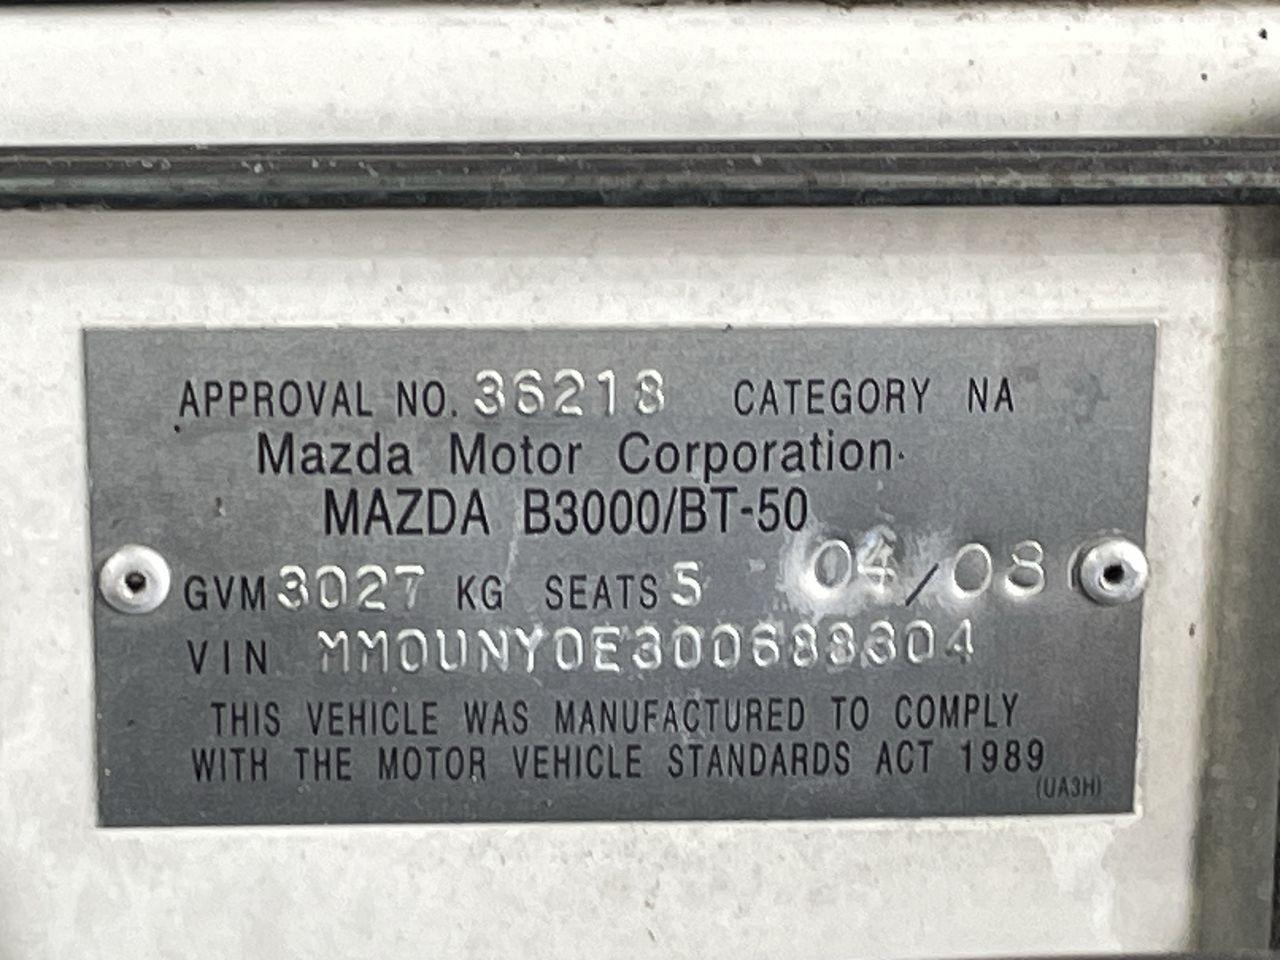 APPROVAL NO. 36218 CATEGORY NA
Mazda Motor Corporation.
MAZDA B3000/BT-50
GVM 3027 KG SEATS 5 04/08
VIN MM0UNY0E300688304
THIS VEHICLE WAS MANUFACTURED TO COMPLY
WITH THE MOTOR VEHICLE STANDARDS ACT 1989
(UA3H)